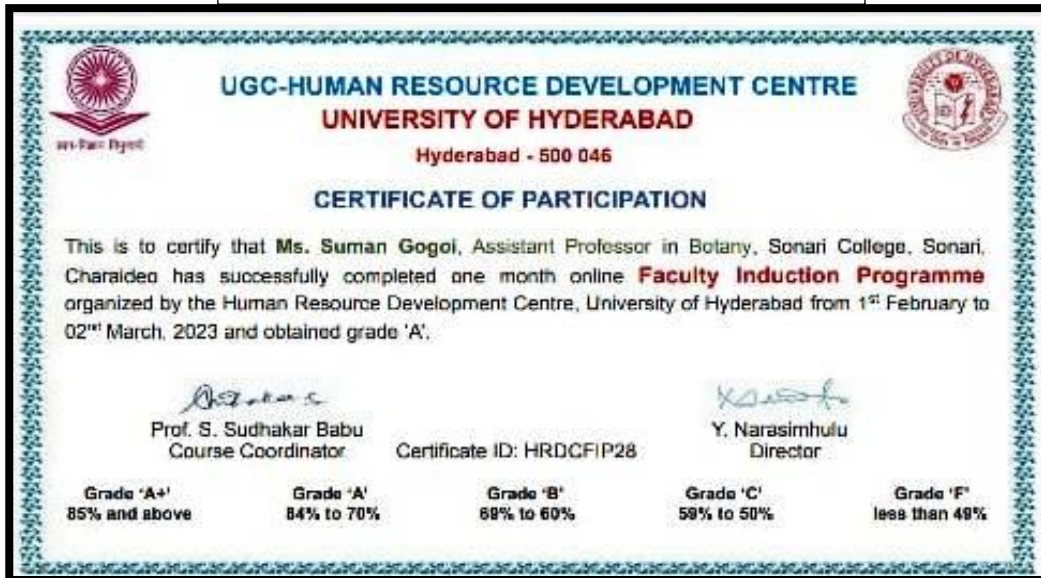 UGC-HUMAN RESOURCE DEVELOPMENT CENTRE
UNIVERSITY OF HYDERABAD
Hyderabad - 500 046
CERTIFICATE OF PARTICIPATION
This is to certify that Ms. Suman Gogoi, Assistant Professor in Botany, Sonari College, Sonari,
Charaideo has successfully completed one month online Faculty Induction Programme
organized by the Human Resource Development Centre, University of Hyderabad from 1st February to
02nd March, 2023 and obtained grade 'A'.
Prof. S. Sudhakar Babu
Course Coordinator
Certificate ID: HRDCFIP28
Y. Narasimhulu
Director
Grade 'A+' Grade 'A' Grade 'B' Grade 'C' Grade 'F'
85% and above 84% to 70% 69% to 60% 59% to 50% less than 49%
UNIVERSITY OF HYDERABAD